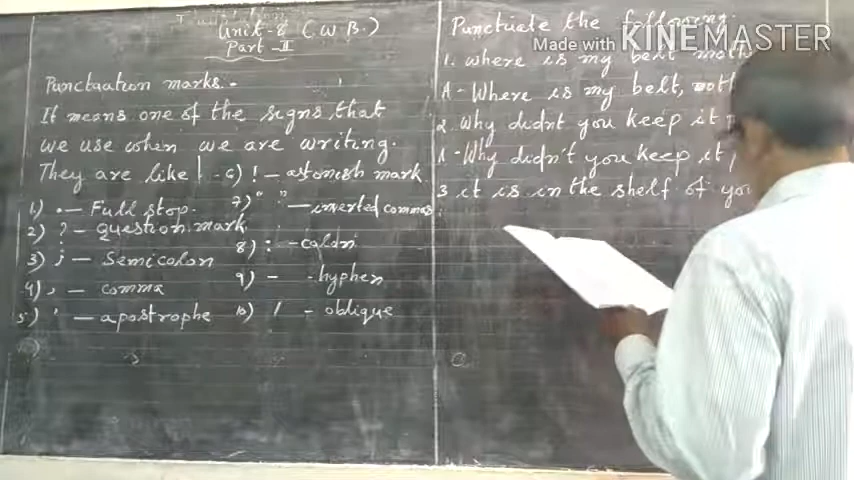 Unit-8 (W B.)
Part-II
Punctuation marks.-
It means one of the signs that
we use when we are writing.
They are like!-
1) . — Full stop.
2) ? — question mark
3) ; — Semicolon
4) , — comma
5) ' — apostrophe
6) ! — astonish mark
7) " " — inverted commas
8) : - colon
9) - - hyphen
10) / - oblique
Punctuate the following:
1. where is my belt moth
A - Where is my belt, moth
2. Why didnt you keep it
A - Why didn't you keep it
3 it is in the shelf of yo
Made with KINEMASTER